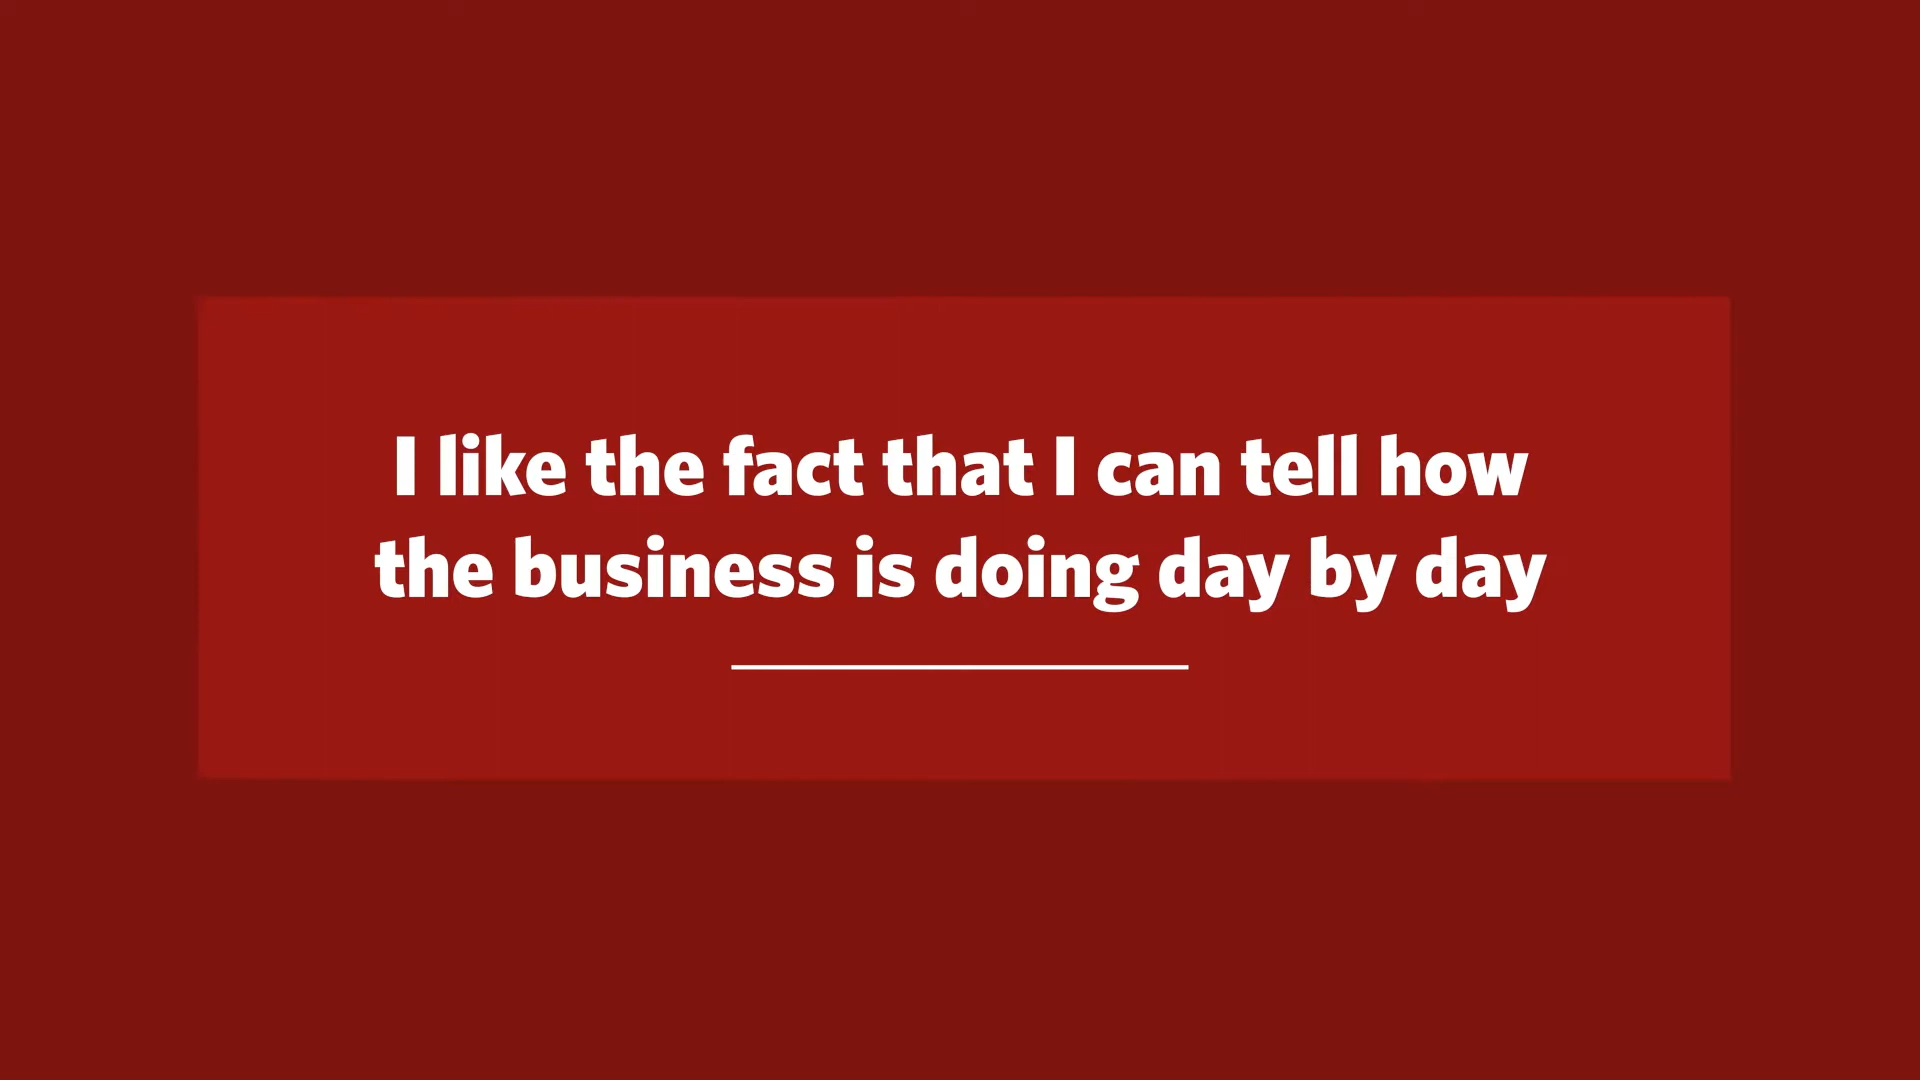 I like the fact that I can tell how
the business is doing day by day